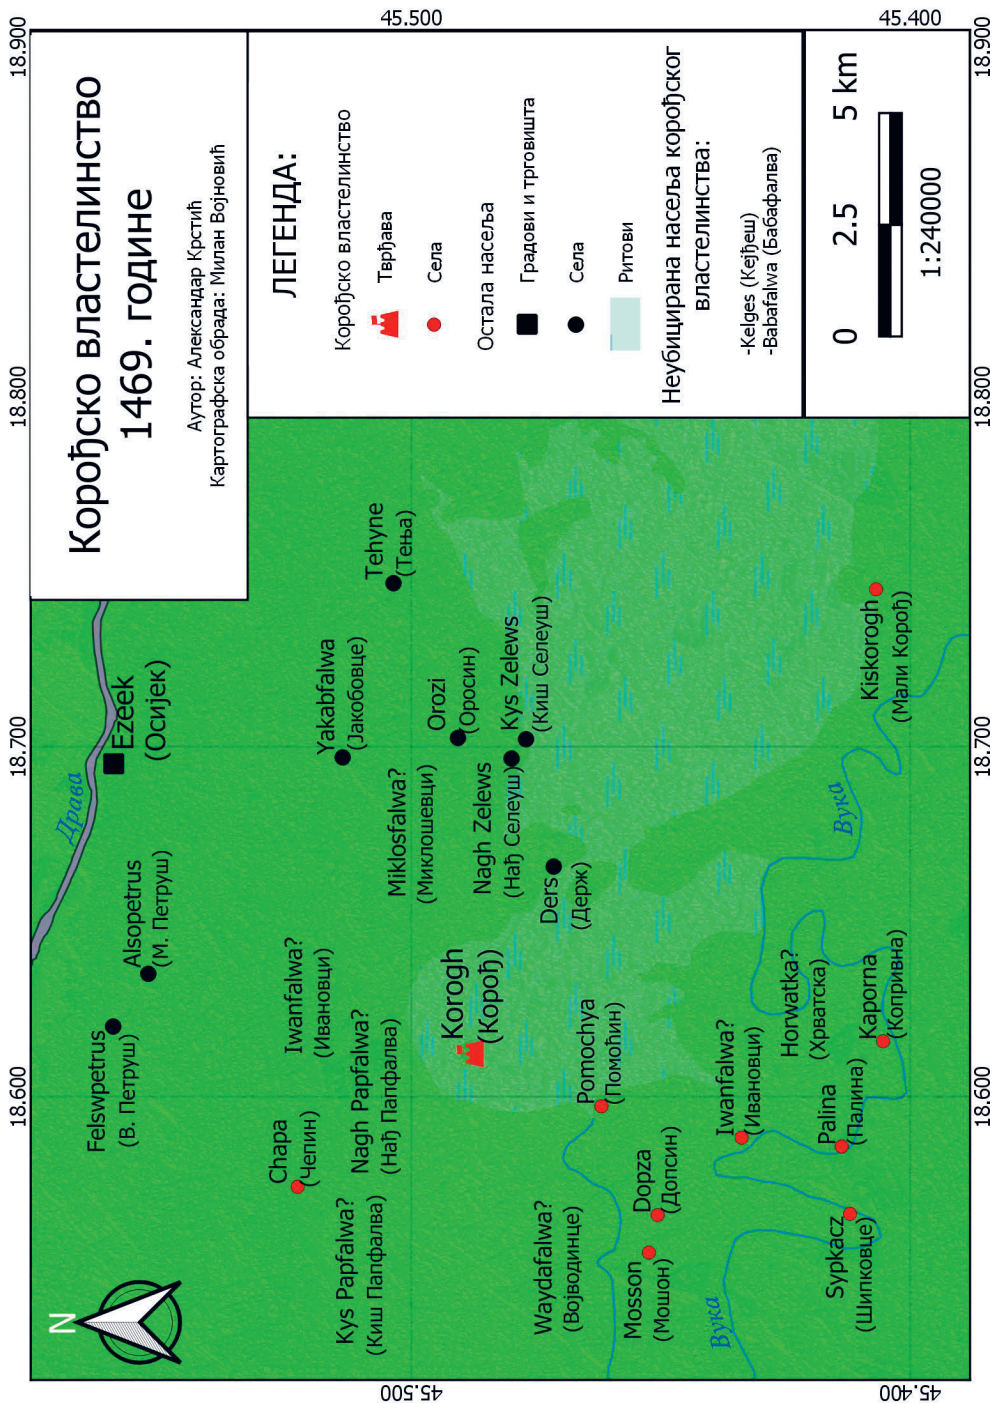 Корођско властелинство
1469. године
Аутор: Александар Крстић
Картографска обрада: Милан Војновић
ЛЕГЕНДА:
Корођско властелинство
Тврђава
Села
Остала насеља
Градови и трговишта
Села
Ритови
Неубицирана насеља корођског
властелинства:
-Kelges (Кејђеш)
-Babafalwa (Бабафалва)
0 2.5 5 km
1:240000
N
Драва
Ezeek
(Осијек)
Alsopetrus
(М. Петруш)
Felswpetrus
(В. Петруш)
Tehyne
(Тења)
Yakabfalwa
(Јакобовце)
Orozi
(Оросин)
Kys Zelews
(Киш Селеуш)
Nagh Zelews
(Нађ Селеуш)
Miklosfalwa?
(Миклошевци)
Ders
(Держ)
Iwanfalwa?
(Ивановци)
Chapa
(Чепин)
Nagh Papfalwa?
(Нађ Папфалва)
Kys Papfalwa?
(Киш Папфалва)
Korogh
(Корођ)
Pomochya
(Помоћин)
Waydafalwa?
(Војводинце)
Dopza
(Допсин)
Mosson
(Мошон)
Iwanfalwa?
(Ивановци)
Horwatka?
(Хрватска)
Kaporna
(Копривна)
Palina
(Палина)
Sypkacz
(Шипковце)
Kiskorogh
(Мали Корођ)
Вука
Вука
45.500
45.400
45.500
45.400
18.900
18.800
18.700
18.600
18.900
18.800
18.700
18.600